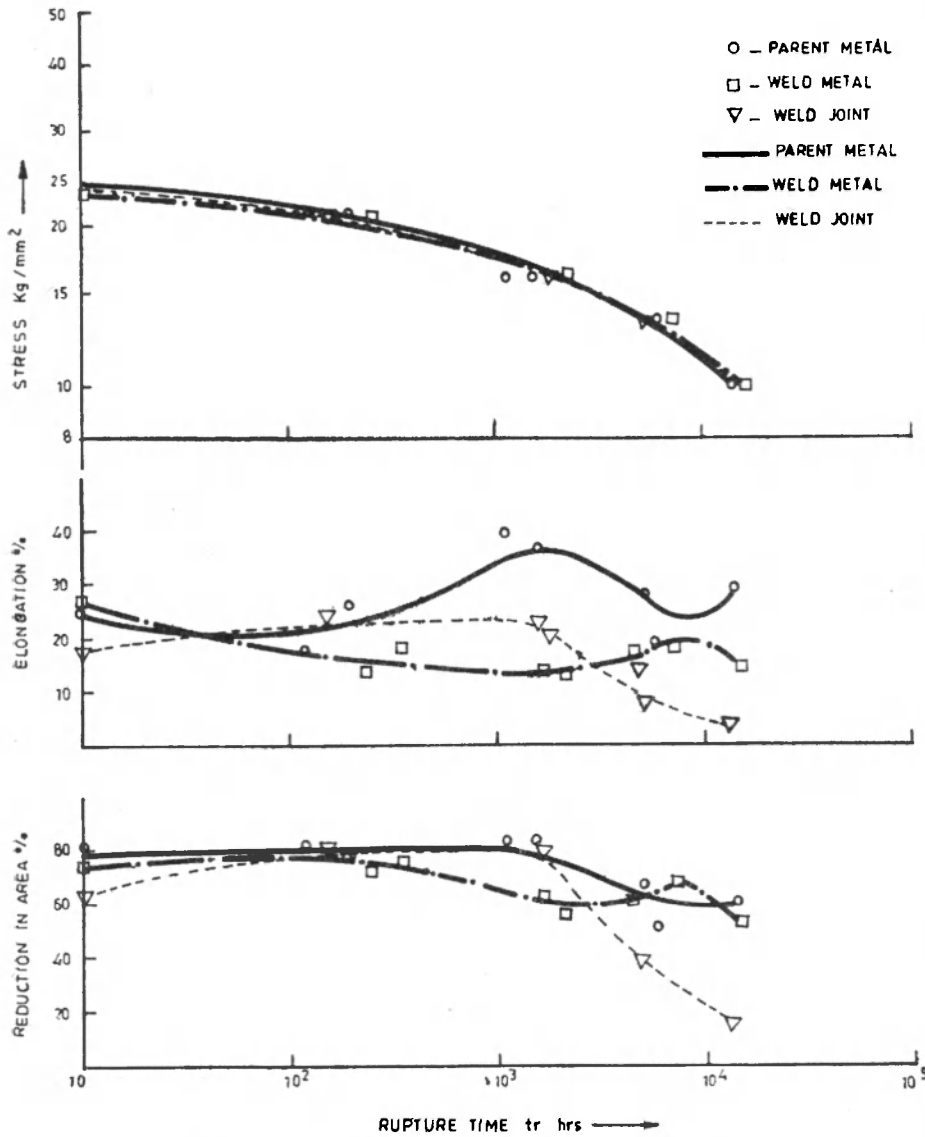 50
40
30
25
20
15
10
8
STRESS Kg/mm²
○ – PARENT METAL
□ – WELD METAL
▽ – WELD JOINT
PARENT METAL
WELD METAL
WELD JOINT
40
30
20
10
ELONGATION %
80
60
40
20
REDUCTION IN AREA %
10 10² 10³ 10⁴ 10⁵
RUPTURE TIME tr hrs